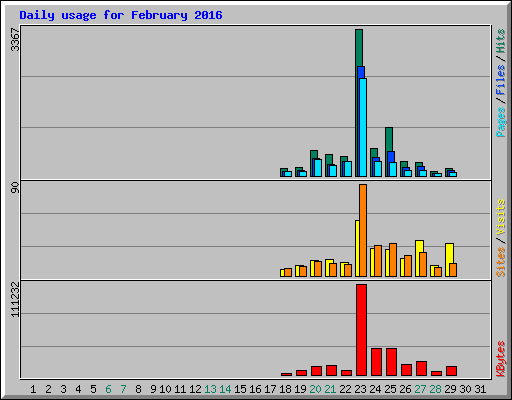 Daily usage for February 2016
3367
Pages / Files / Hits
90
Sites / Visits
111232
KBytes
1 2 3 4 5 6 7 8 9 10 11 12 13 14 15 16 17 18 19 20 21 22 23 24 25 26 27 28 29 30 31